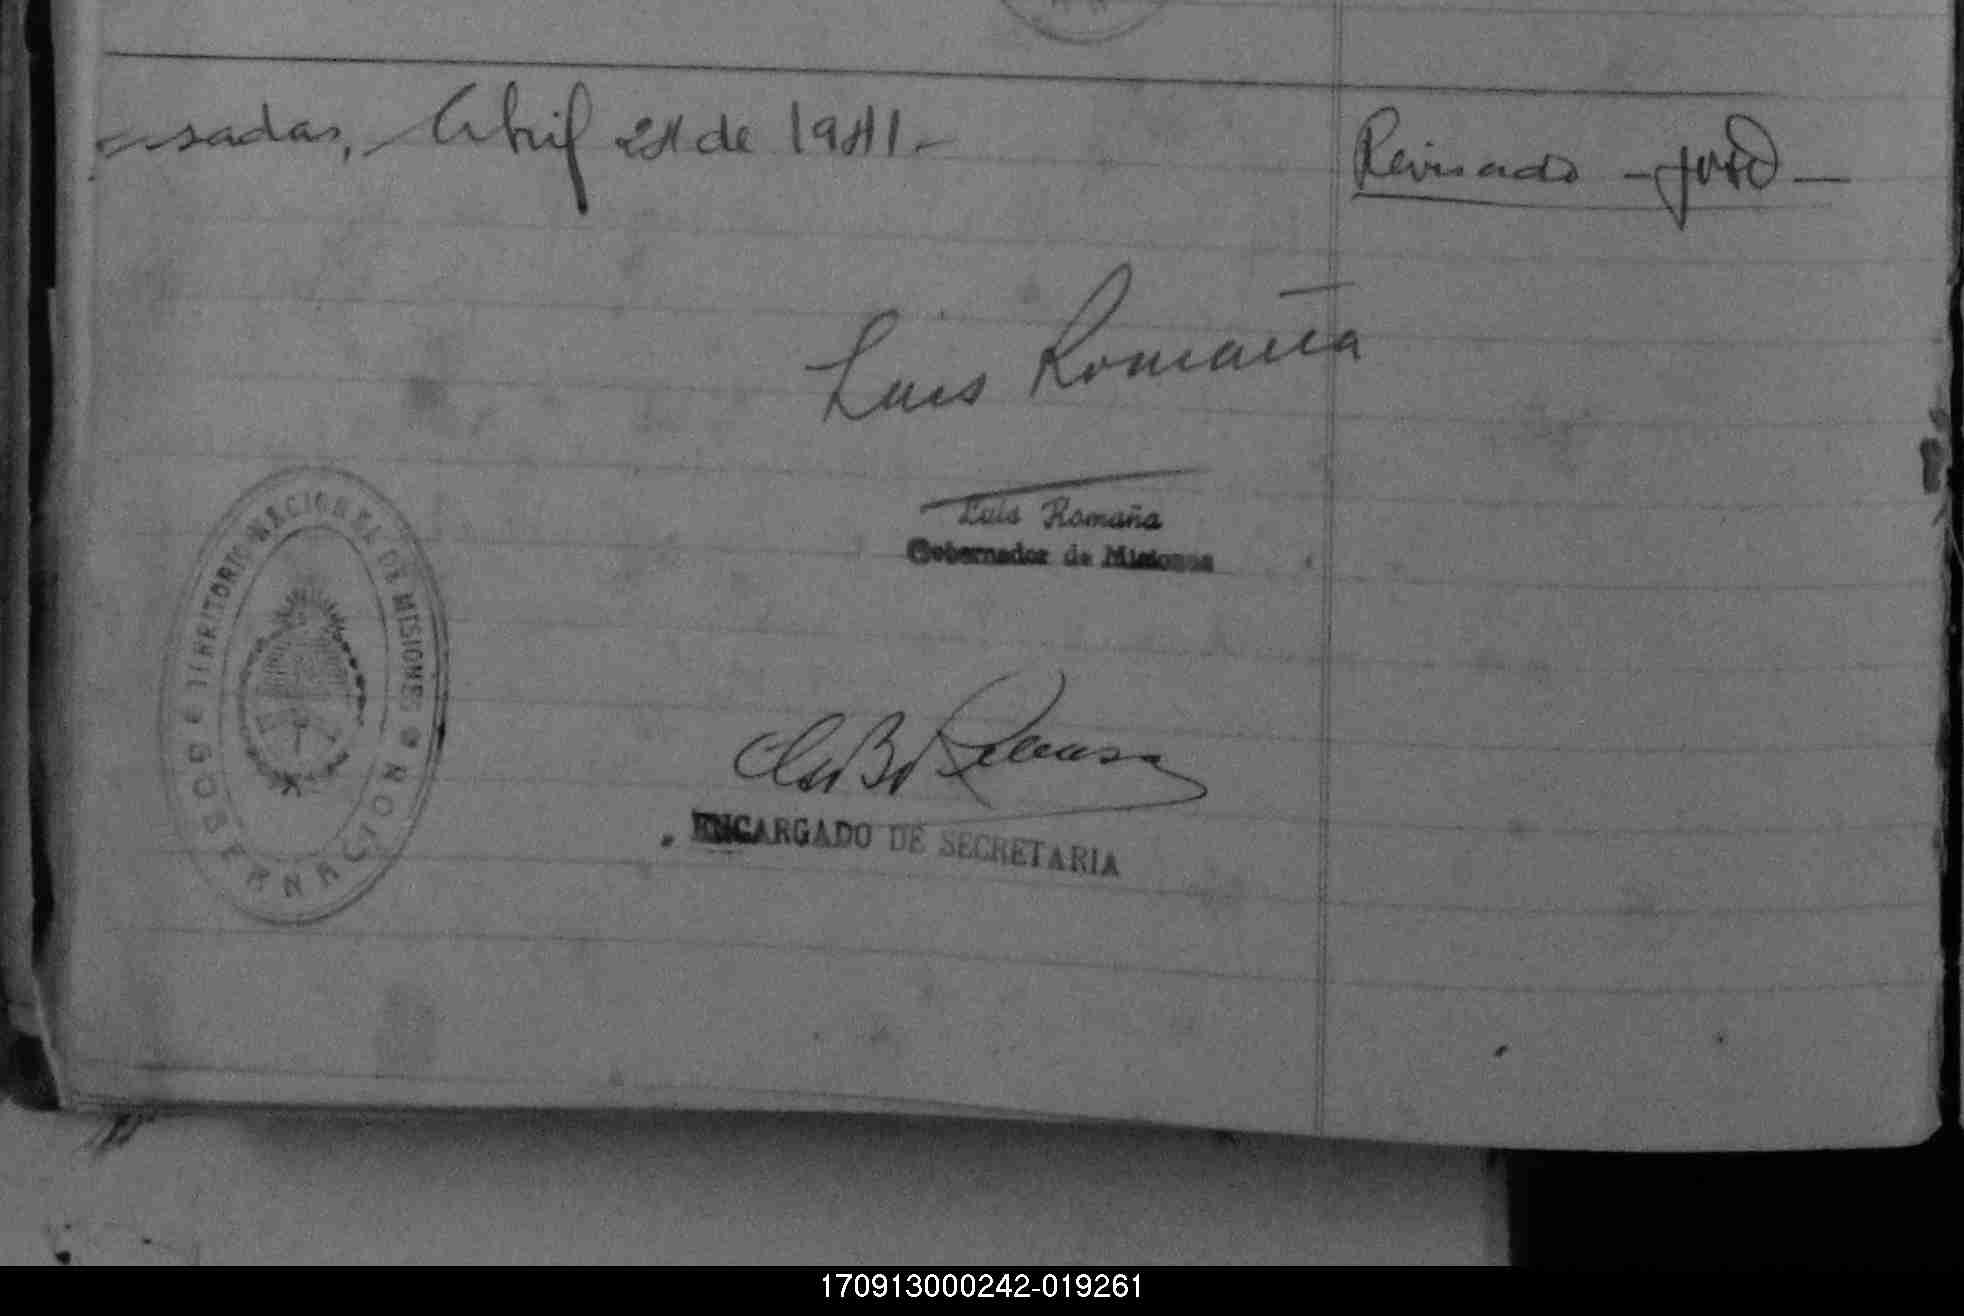 sadas, Abril 24 de 1941.-
Revisado
Luis Romaña
Luis Romaña
Gobernador de Misiones
TERRITORIO NACIONAL DE MISIONES
GOBERNACION
ENCARGADO DE SECRETARIA
170913000242-019261